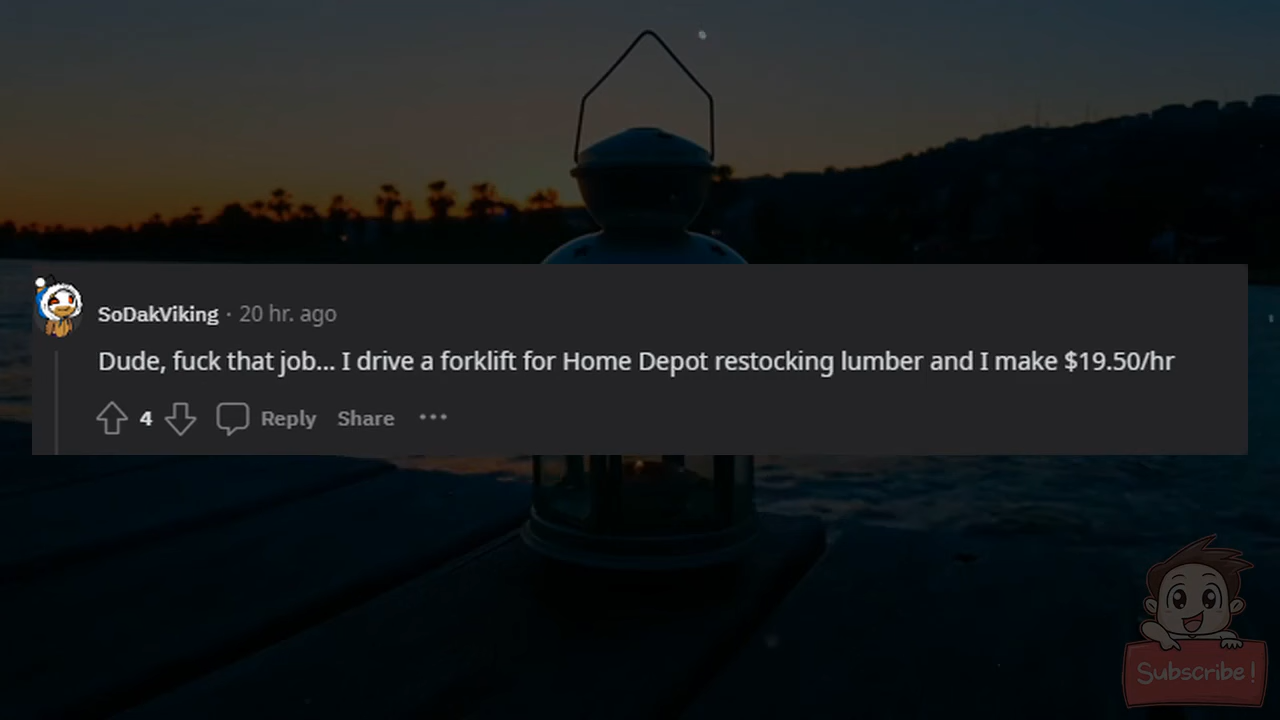 SoDakViking · 20 hr. ago
Dude, fuck that job... I drive a forklift for Home Depot restocking lumber and I make $19.50/hr
4 Reply Share ···
Subscribe!